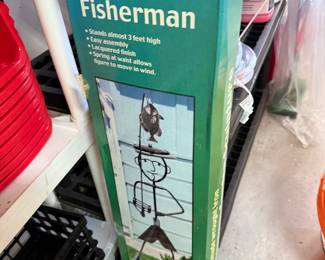 Fisherman
• Stands almost 3 feet high
• Easy assembly
• Lacquered finish
• Spring at waist allows
figure to move in wind.